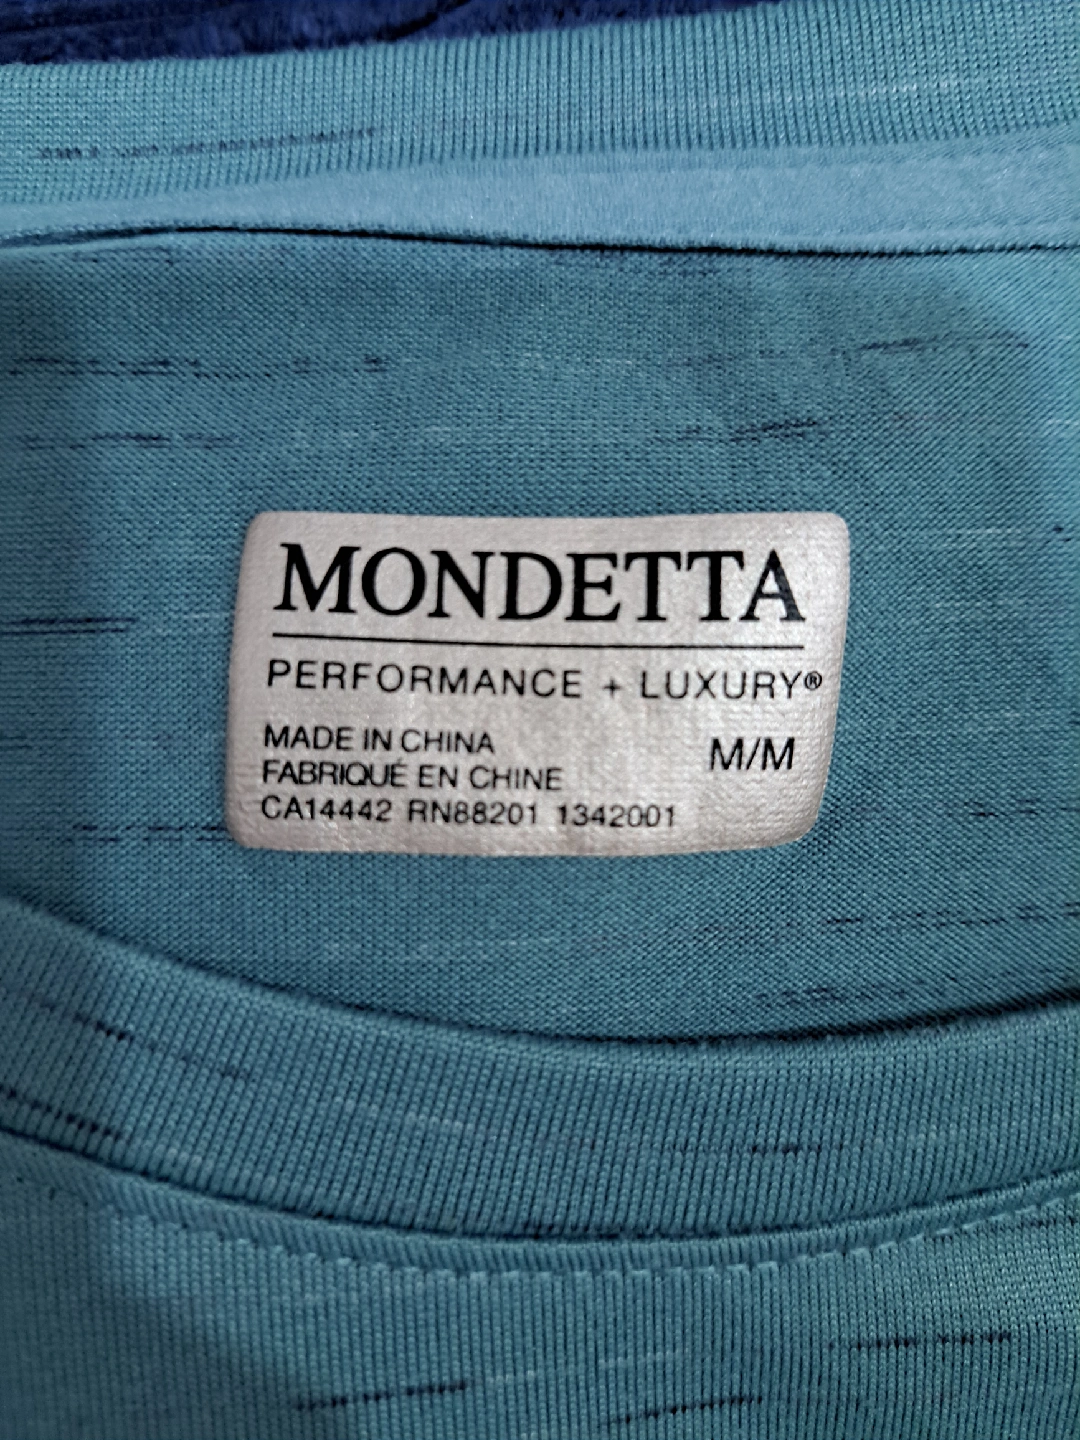 MONDETTA
PERFORMANCE + LUXURY®
MADE IN CHINA
FABRIQUÉ EN CHINE
CA14442 RN88201 1342001
M/M